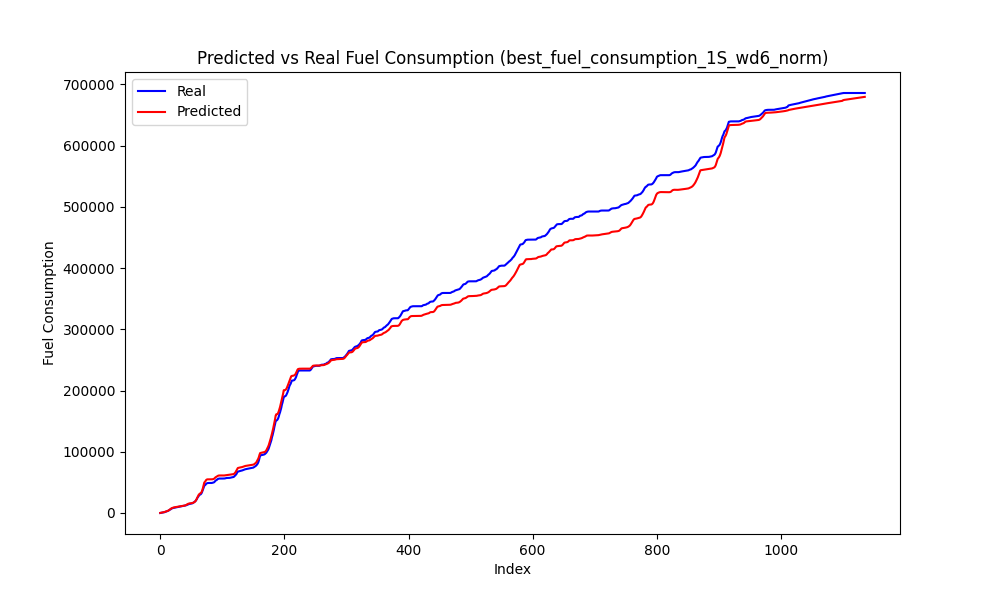 Predicted vs Real Fuel Consumption (best_fuel_consumption_1S_wd6_norm)
Real
Predicted
700000
600000
500000
400000
300000
200000
100000
0
Fuel Consumption
0 200 400 600 800 1000
Index